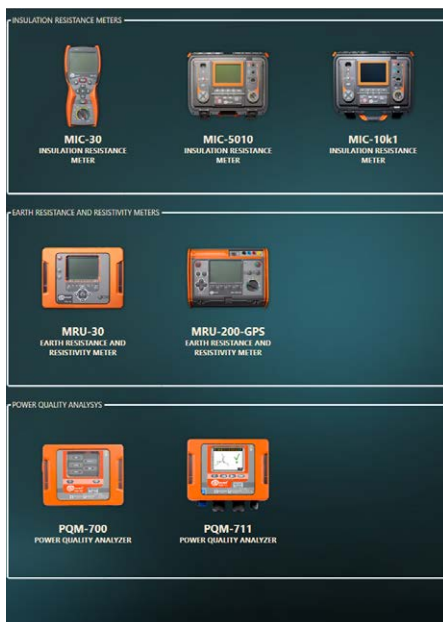 INSULATION RESISTANCE METERS
MIC-30
INSULATION RESISTANCE
METER
MIC-5010
INSULATION RESISTANCE
METER
MIC-10k1
INSULATION RESISTANCE
METER
EARTH RESISTANCE AND RESISTIVITY METERS
MRU-30
EARTH RESISTANCE AND
RESISTIVITY METER
MRU-200-GPS
EARTH RESISTANCE AND
RESISTIVITY METER
POWER QUALITY ANALYSYS
PQM-700
POWER QUALITY ANALYZER
PQM-711
POWER QUALITY ANALYZER